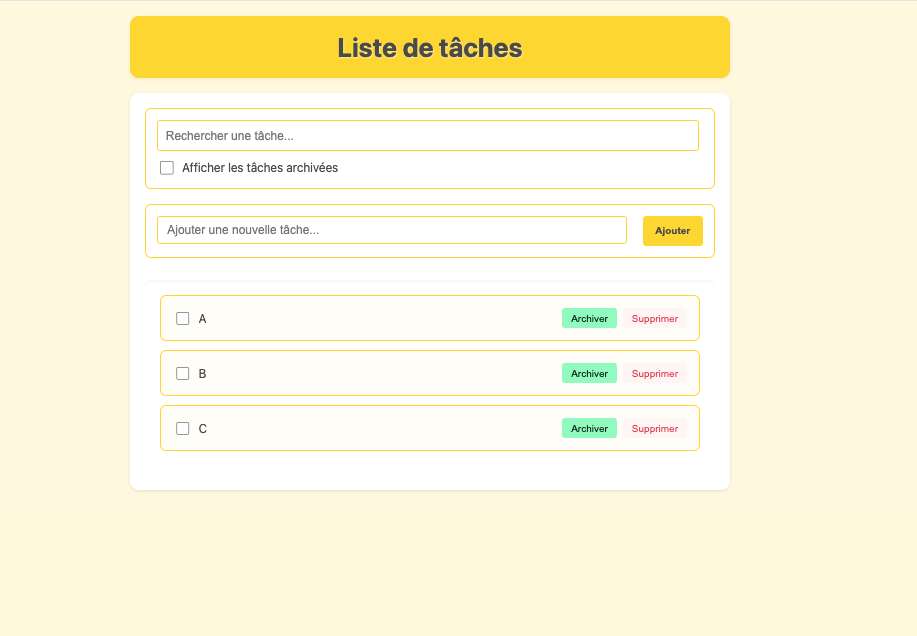 Liste de tâches
Rechercher une tâche...
Afficher les tâches archivées
Ajouter une nouvelle tâche... Ajouter
A Archiver Supprimer
B Archiver Supprimer
C Archiver Supprimer